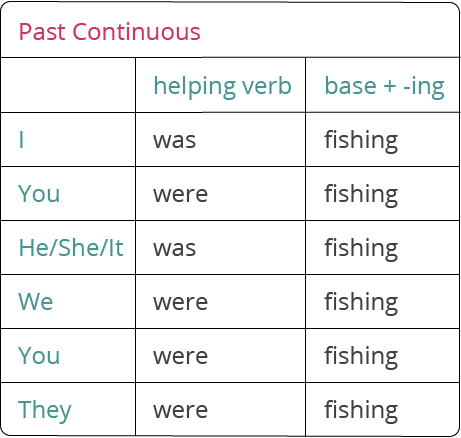 Past Continuous
helping verb base + -ing
I was fishing
You were fishing
He/She/It was fishing
We were fishing
You were fishing
They were fishing